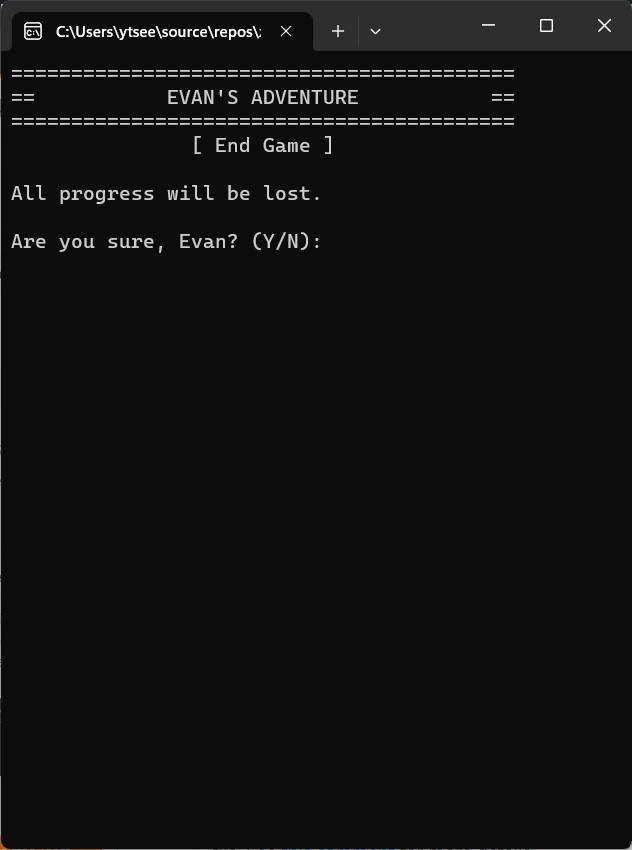 C:\Users\ytsee\source\repos\
==========================================
==           EVAN'S ADVENTURE           ==
==========================================
[ End Game ]
All progress will be lost.
Are you sure, Evan? (Y/N):